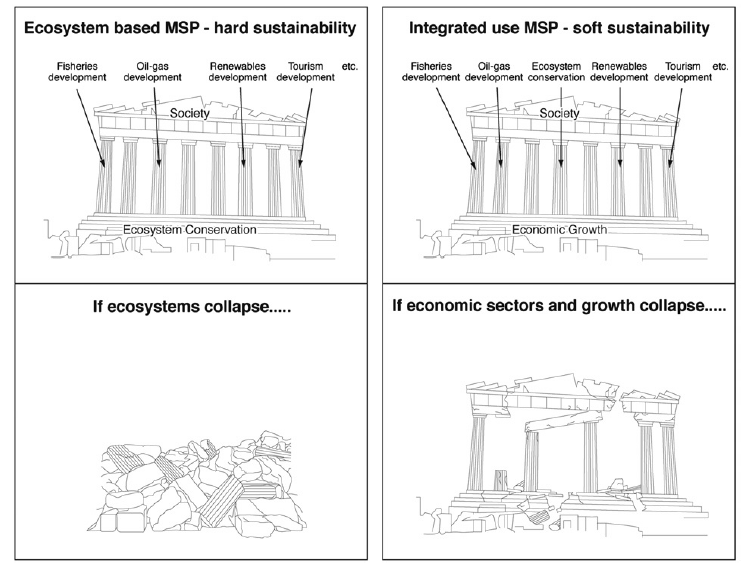 Ecosystem based MSP - hard sustainability
Fisheries development
Oil-gas development
Renewables development
Tourism development
etc.
Society
Ecosystem Conservation
Integrated use MSP - soft sustainability
Fisheries development
Oil-gas development
Ecosystem conservation
Renewables development
Tourism development
etc.
Society
Economic Growth
If ecosystems collapse.....
If economic sectors and growth collapse.....